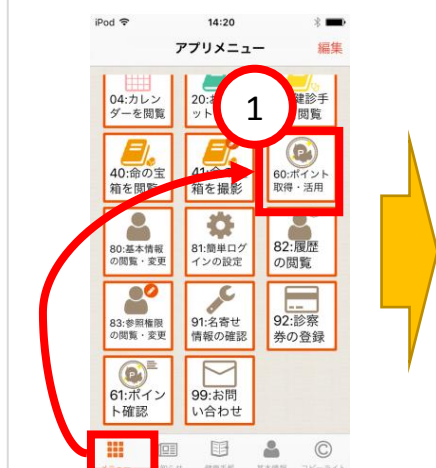 iPod 14:20
アプリメニュー 編集
04:カレン
ダーを閲覧
20:
ット
健診手
閲覧
1
40:命の宝
箱を閲覧
41:
箱を撮影
60:ポイント
取得・活用
80:基本情報
の閲覧・変更
81:簡単ログ
インの設定
82:履歴
の閲覧
83:参照権限
の閲覧・変更
91:名寄せ
情報の確認
92:診察
券の登録
61:ポイン
ト確認
99:お問
い合わせ